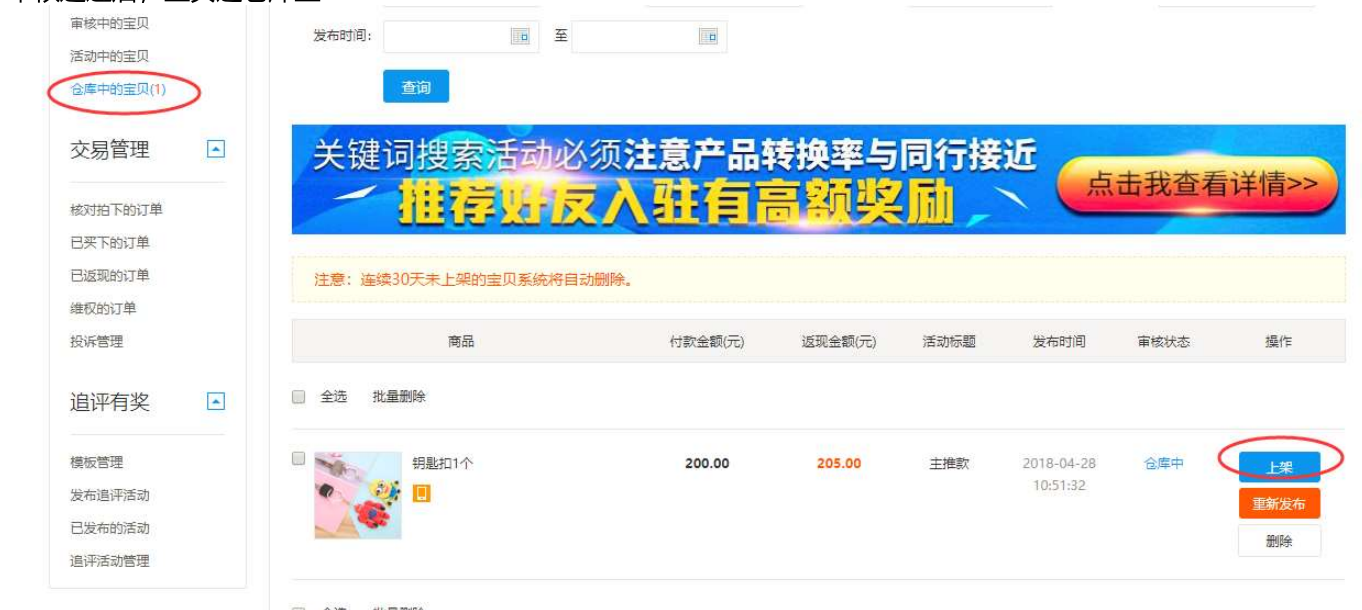 审核中的宝贝
活动中的宝贝
仓库中的宝贝(1)
交易管理
核对拍下的订单
已买下的订单
已返现的订单
维权的订单
投诉管理
追评有奖
模板管理
发布追评活动
已发布的活动
追评活动管理
发布时间: 至
查询
关键词搜索活动必须注意产品转换率与同行接近
推荐好友入驻有高额奖励
点击我查看详情>>
注意：连续30天未上架的宝贝系统将自动删除。
商品 付款金额(元) 返现金额(元) 活动标题 发布时间 审核状态 操作
全选 批量删除
钥匙扣1个 200.00 205.00 主推款 2018-04-28 仓库中 上架
10:51:32
重新发布
删除